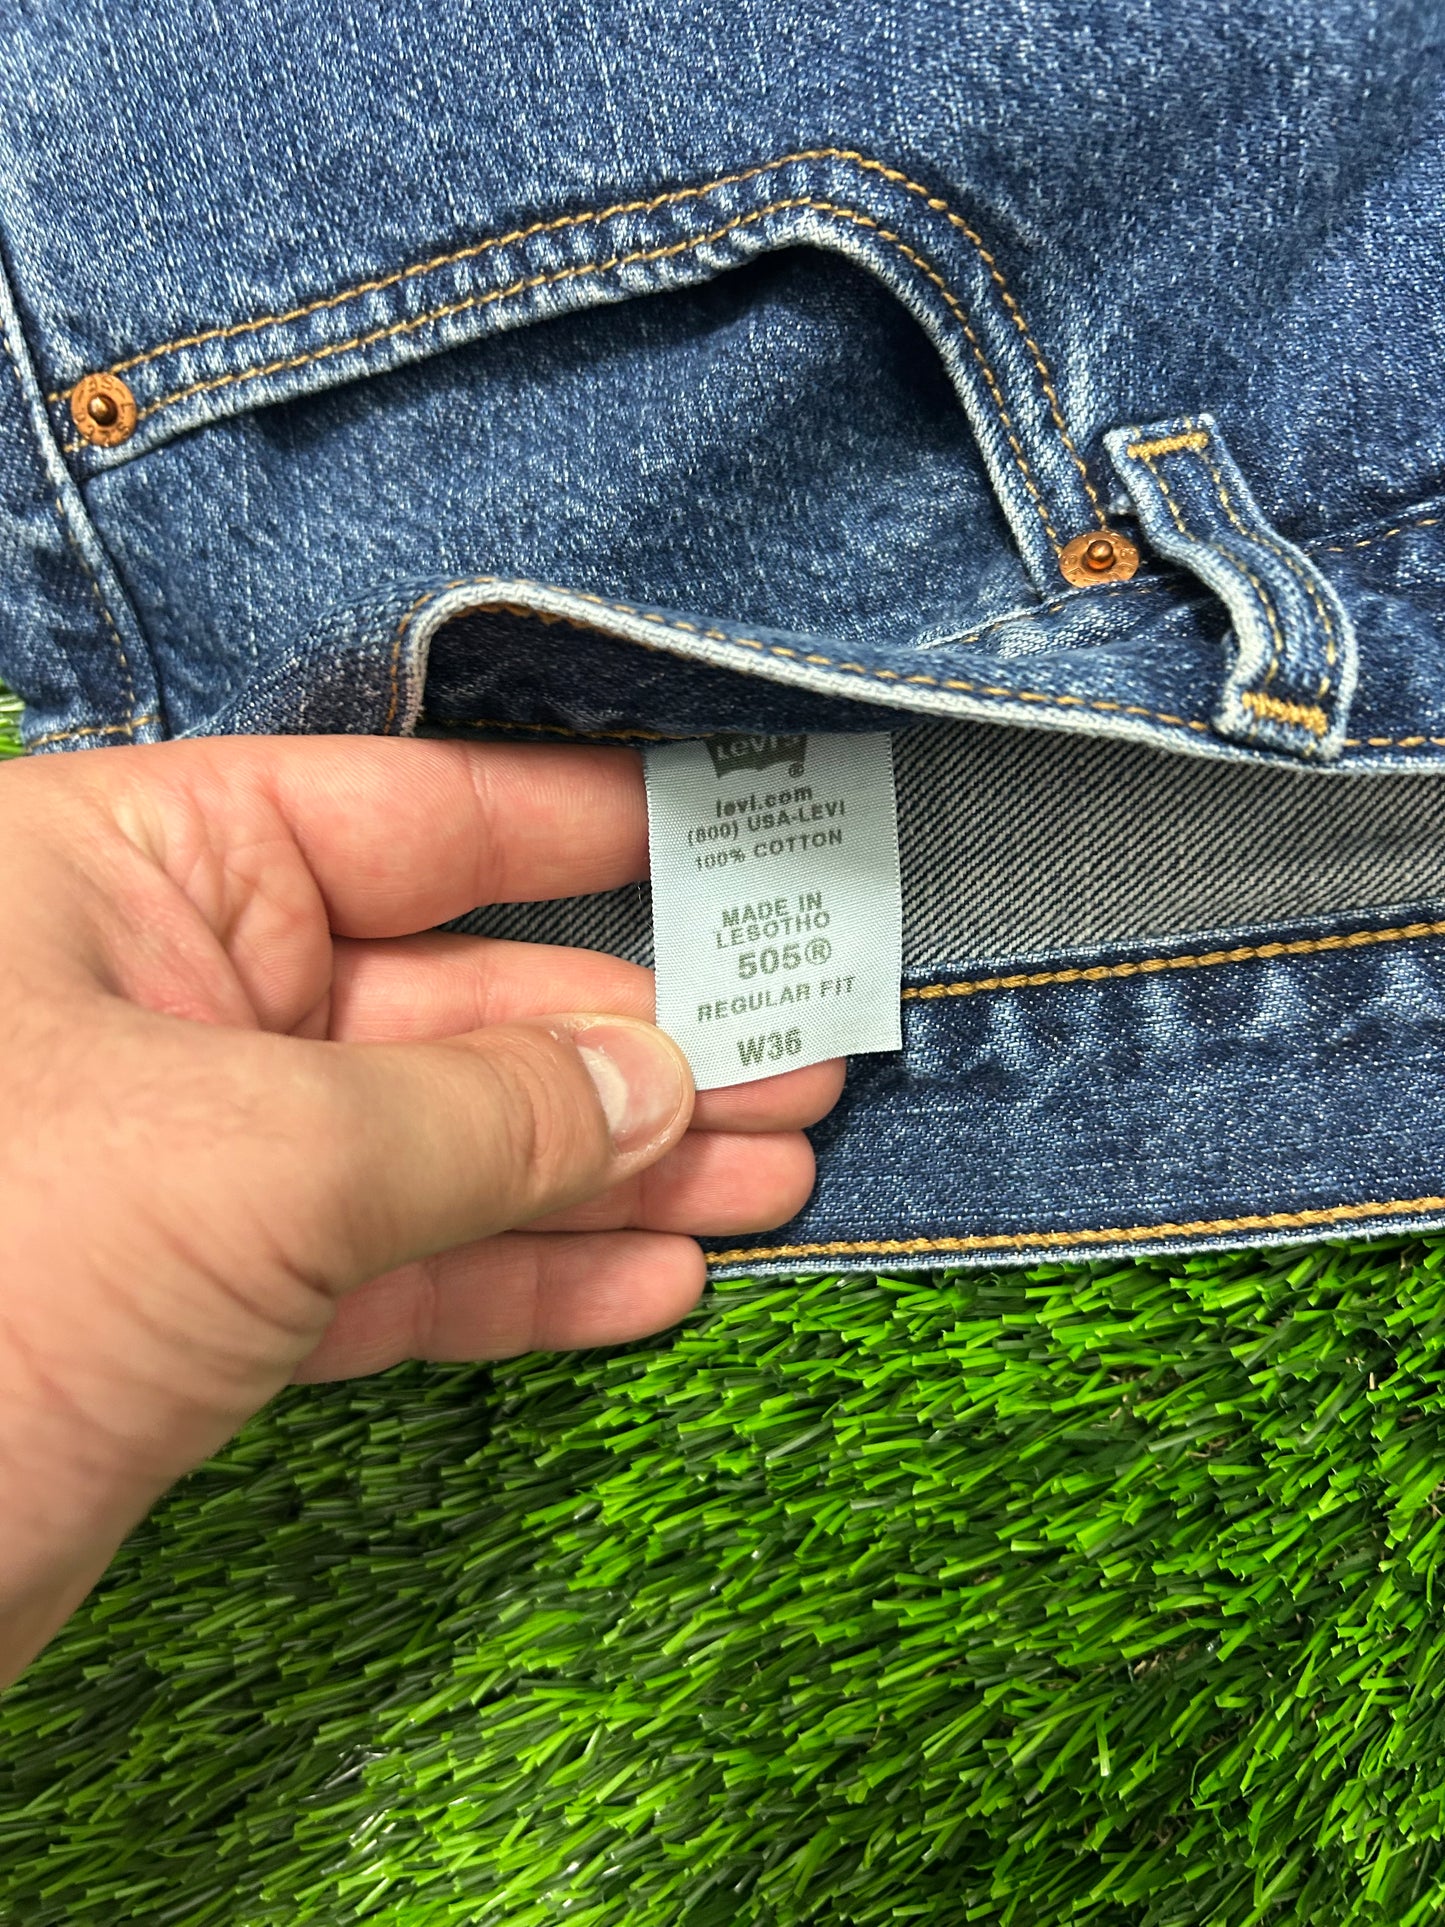 Levi's
®
levi.com
(800) USA-LEVI
100% COTTON
MADE IN
LESOTHO
505®
REGULAR FIT
W36